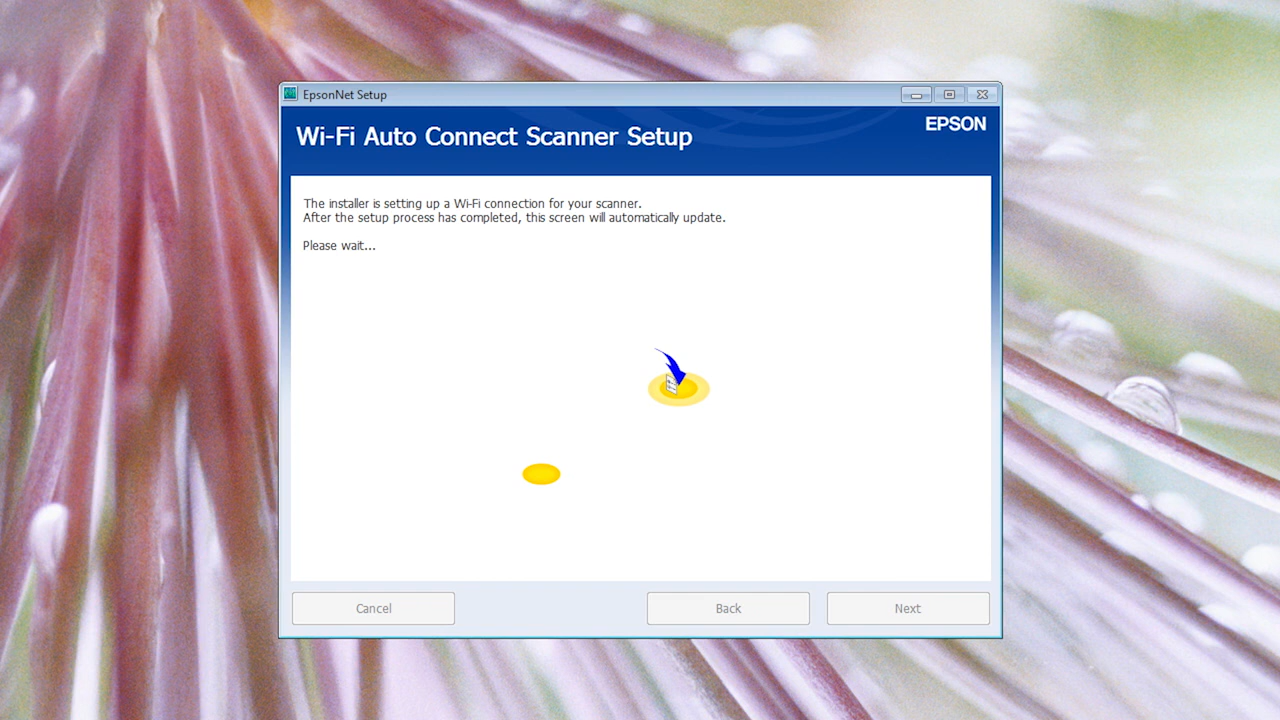 EpsonNet Setup
Wi-Fi Auto Connect Scanner Setup
EPSON
The installer is setting up a Wi-Fi connection for your scanner.
After the setup process has completed, this screen will automatically update.
Please wait...
Cancel
Back
Next